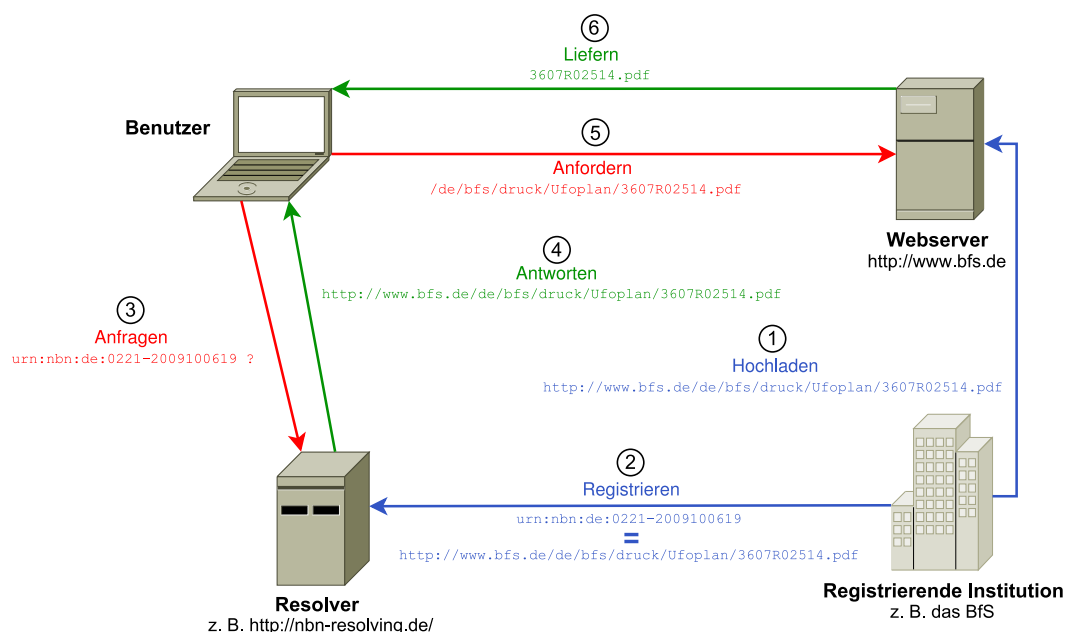 ⑥
Liefern
3607R02514.pdf
Benutzer
⑤
Anfordern
/de/bfs/druck/Ufoplan/3607R02514.pdf
Webserver
http://www.bfs.de
④
Antworten
http://www.bfs.de/de/bfs/druck/Ufoplan/3607R02514.pdf
③
Anfragen
urn:nbn:de:0221-2009100619 ?
①
Hochladen
http://www.bfs.de/de/bfs/druck/Ufoplan/3607R02514.pdf
②
Registrieren
urn:nbn:de:0221-2009100619
=
http://www.bfs.de/de/bfs/druck/Ufoplan/3607R02514.pdf
Registrierende Institution
z. B. das BfS
Resolver
z. B. http://nbn-resolving.de/